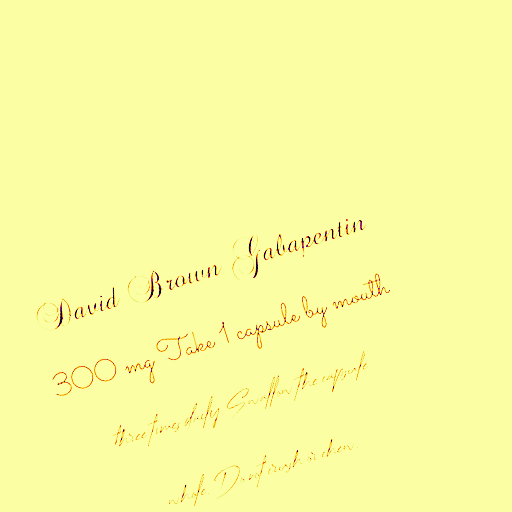 David Brown Gabapentin
300 mg Take 1 capsule by mouth
three times daily Swallow the capsule
whole. Do not crush or chew.